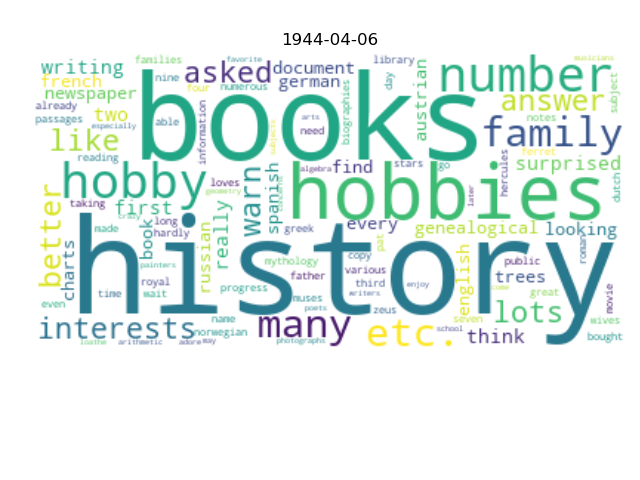 1944-04-06
families
favorite
musicians
writing
asked
document
library
number
french
nine
german
day
subject
newspaper
four
numerous
books
biographies
austrian
answer
already
two
information
arts
notes
family
passages
able
need
especially
like
subjects
reading
algebra
find
stars
go
ferret
surprised
hobby
loves
geometry
warn
spanish
hobbies
later
hercules
dutch
better
taking
first
crazy
long
hardly
really
greek
every
genealogical
looking
made
book
russian
history
pat
roman
charts
painters
mythology
copy
english
public
royal
father
various
trees
time
wait
progress
third
enjoy
great
movie
even
muses
writers
poets
zeus
seven
lots
wives
interests
name
norwegian
many
etc.
school
think
bought
loathe
arithmetic
adore
may
photographs